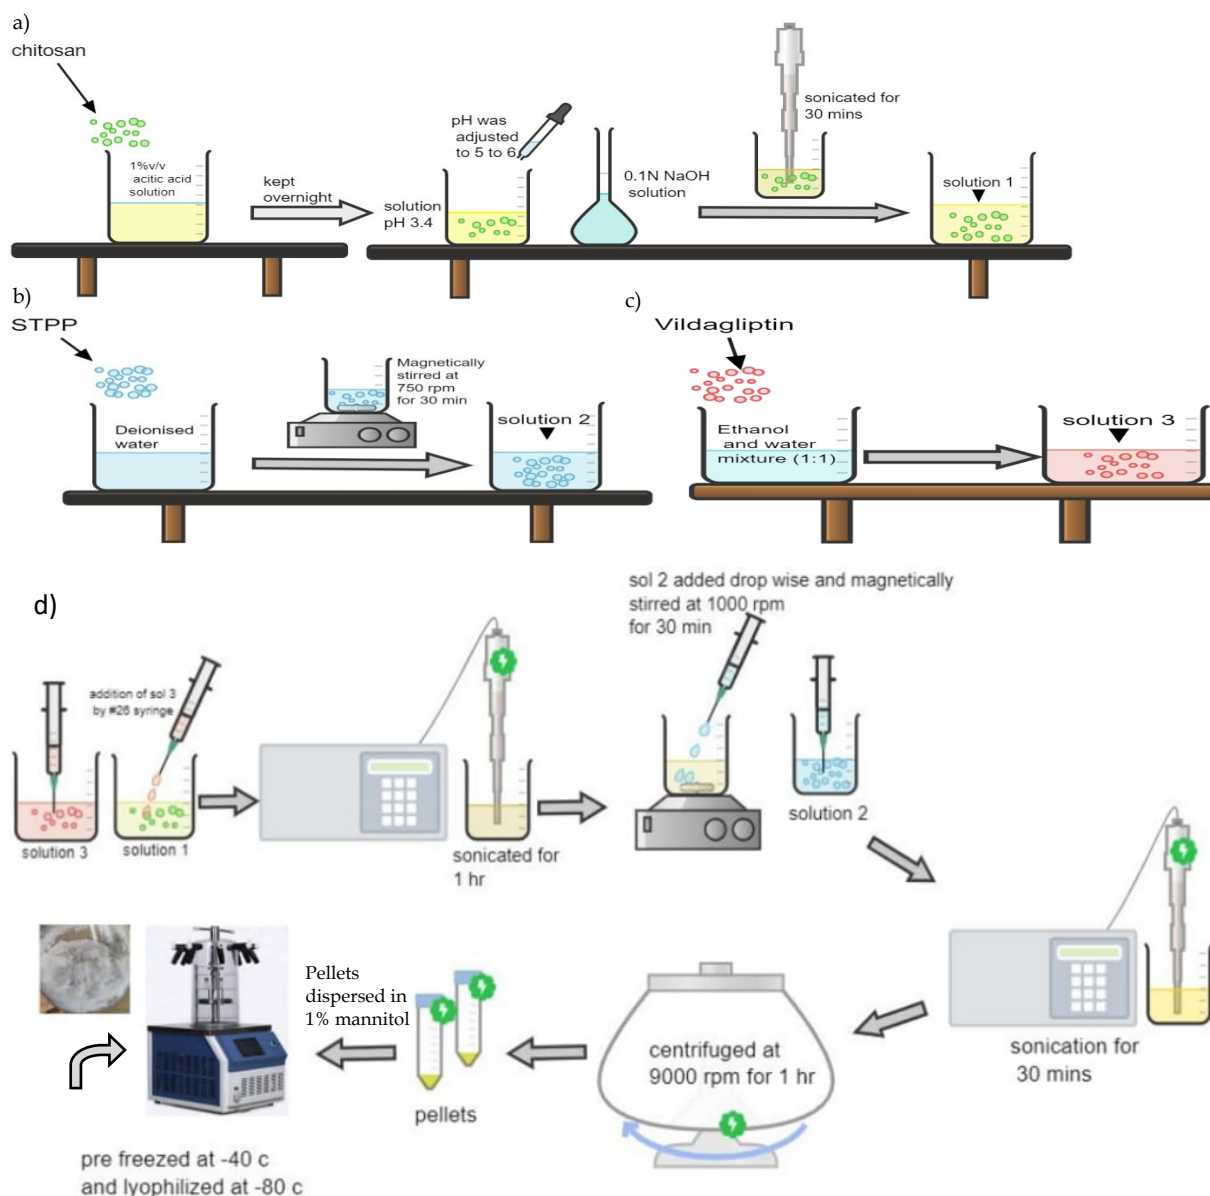 a)
chitosan
1%v/v
acitic acid
solution
kept
overnight
solution
pH 3.4
pH was
adjusted
to 5 to 6
0.1N NaOH
solution
sonicated for
30 mins
solution 1
b)
STPP
Deionised
water
Magnetically
stirred at
750 rpm
for 30 min
solution 2
c)
Vildagliptin
Ethanol
and water
mixture (1:1)
solution 3
d)
solution 3
addition of sol 3
by #26 syringe
solution 1
sonicated for
1 hr
sol 2 added drop wise and magnetically
stirred at 1000 rpm
for 30 min
solution 2
sonication for
30 mins
centrifuged at
9000 rpm for 1 hr
pellets
Pellets
dispersed in
1% mannitol
pre freezed at -40 c
and lyophilized at -80 c